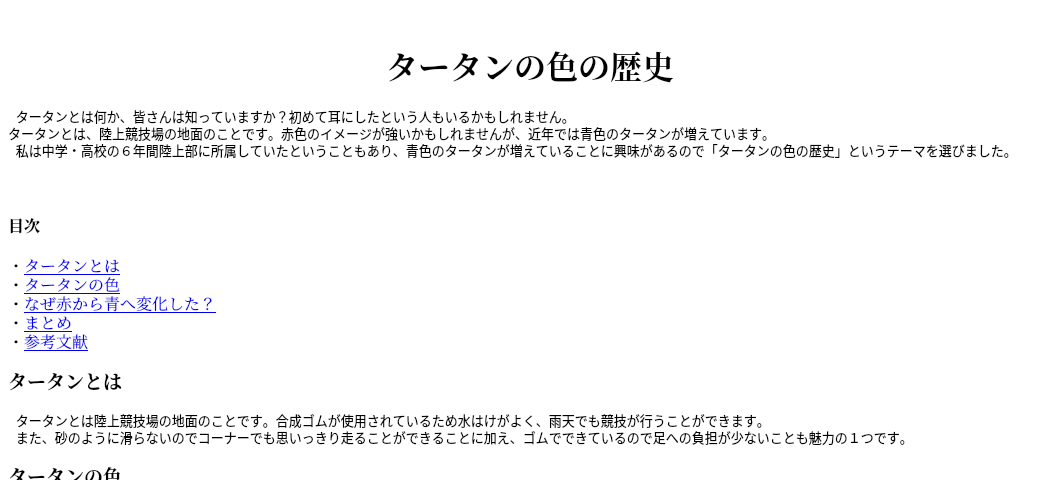 タータンの色の歴史
タータンとは何か、皆さんは知っていますか？初めて耳にしたという人もいるかもしれません。
タータンとは、陸上競技場の地面のことです。赤色のイメージが強いかもしれませんが、近年では青色のタータンが増えています。
私は中学・高校の６年間陸上部に所属していたということもあり、青色のタータンが増えていることに興味があるので「タータンの色の歴史」というテーマを選びました。
目次
・タータンとは
・タータンの色
・なぜ赤から青へ変化した？
・まとめ
・参考文献
タータンとは
タータンとは陸上競技場の地面のことです。合成ゴムが使用されているため水はけがよく、雨天でも競技が行うことができます。
また、砂のように滑らないのでコーナーでも思いっきり走ることができることに加え、ゴムでできているので足への負担が少ないことも魅力の１つです。
タータンの色